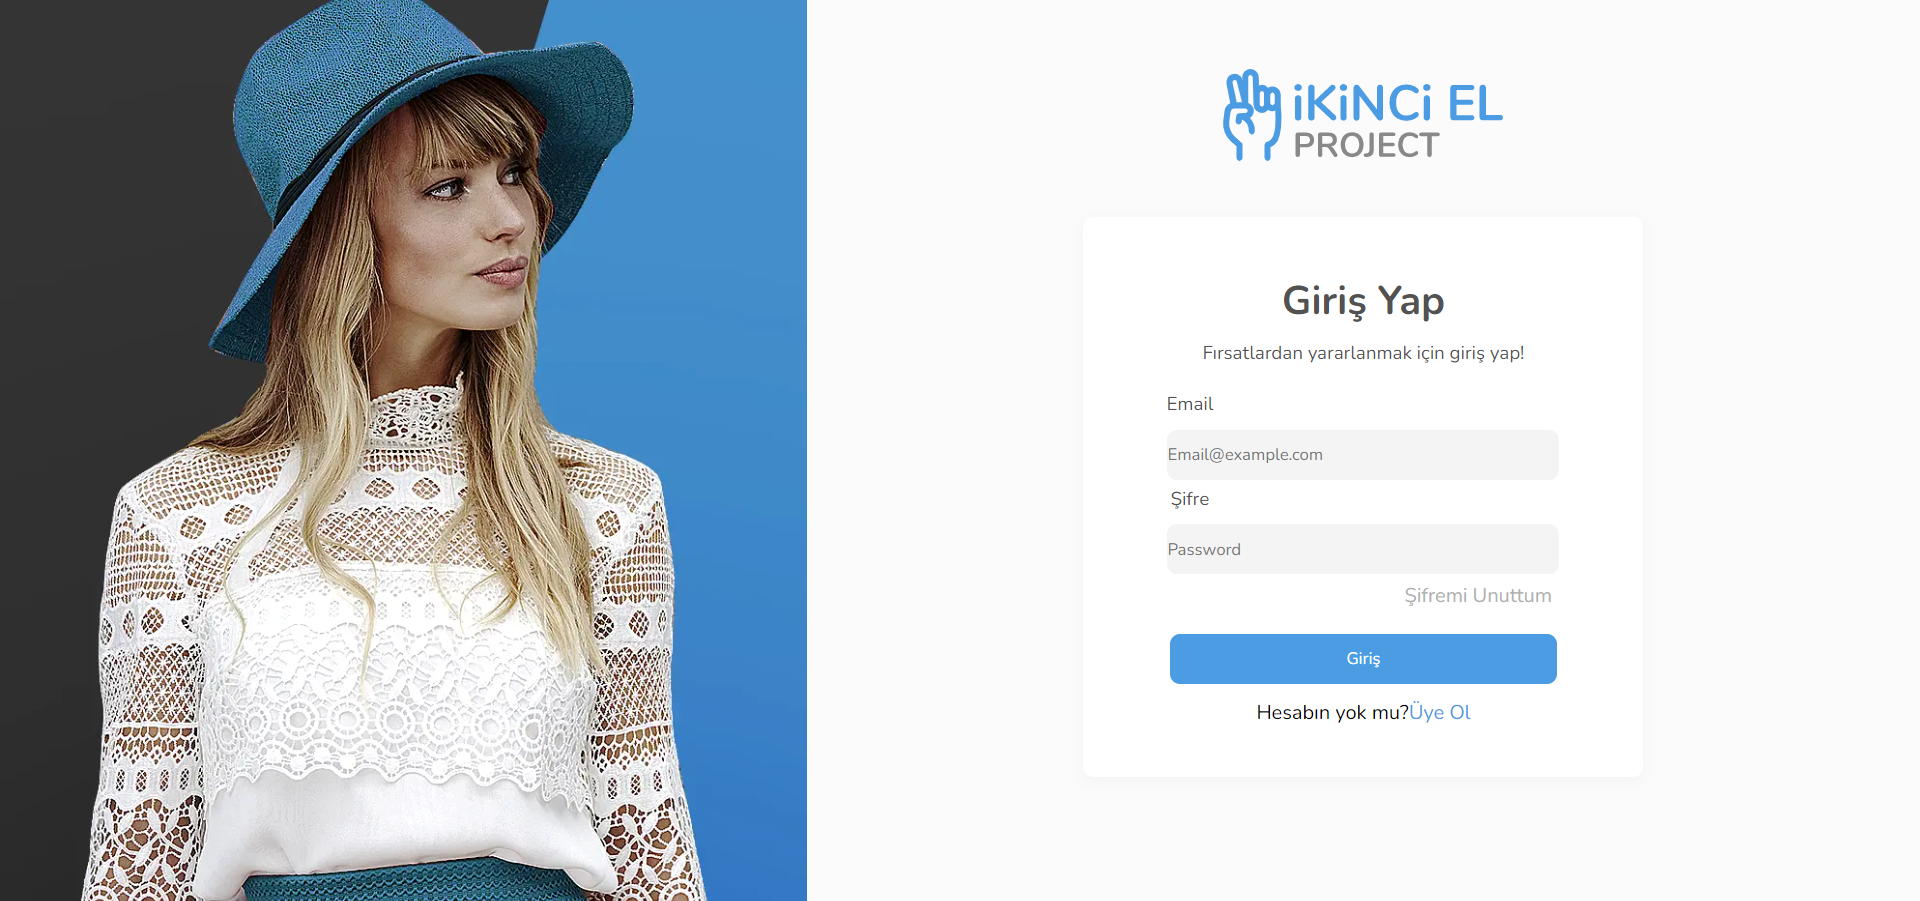 iKiNCi EL
PROJECT
Giriş Yap
Fırsatlardan yararlanmak için giriş yap!
Email
Email@example.com
Şifre
Password
Şifremi Unuttum
Giriş
Hesabın yok mu?Üye Ol